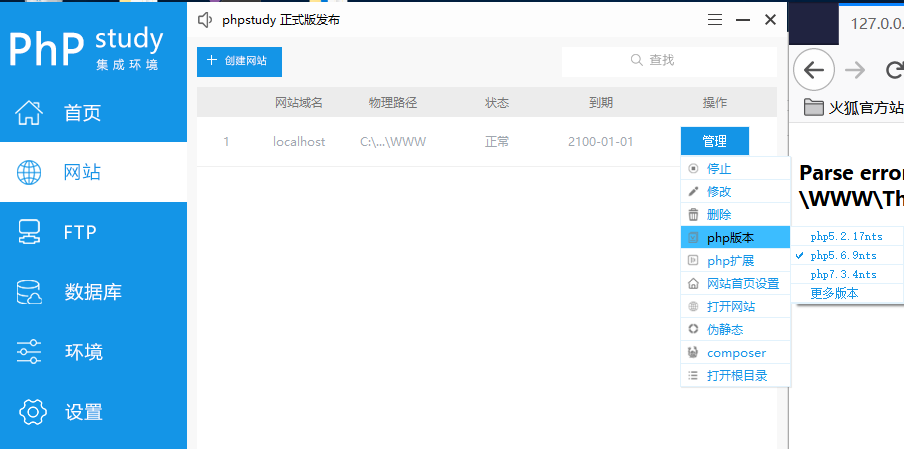 PhP study
集成环境
首页
网站
FTP
数据库
环境
设置
phpstudy 正式版发布
创建网站
查找
网站域名 物理路径 状态 到期 操作
1 localhost C:\...\WWW 正常 2100-01-01 管理
停止
修改
删除
php版本
php扩展
网站首页设置
打开网站
伪静态
composer
打开根目录
php5.2.17nts
php5.6.9nts
php7.3.4nts
更多版本
127.0.0.
火狐官方站
Parse error
\WWW\Th